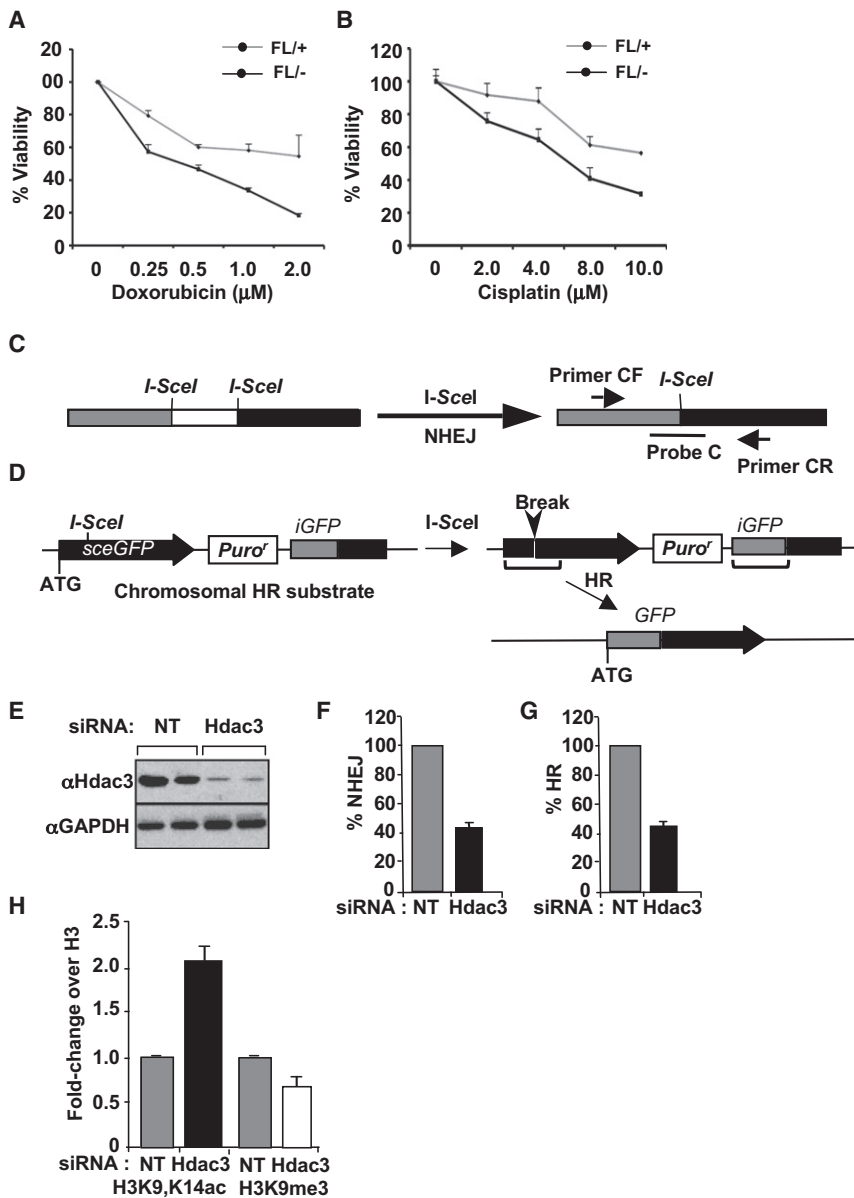 A
20
00
80
60
40
20
0
% Viability
FL/+
FL/-
0 0.25 0.5 1.0 2.0
Doxorubicin (μM)
B
120
100
80
60
40
20
0
% Viability
FL/+
FL/-
0 2.0 4.0 8.0 10.0
Cisplatin (μM)
C
I-SceI I-SceI
I-SceI
NHEJ
Primer CF
I-SceI
Probe C
Primer CR
D
I-SceI
sceGFP
Puro^r
iGFP
ATG
Chromosomal HR substrate
I-SceI
Break
Puro^r
iGFP
HR
GFP
ATG
E
siRNA: NT Hdac3
αHdac3
αGAPDH
F
120
100
80
60
40
20
0
% NHEJ
siRNA : NT Hdac3
G
120
100
80
60
40
20
0
% HR
siRNA : NT Hdac3
H
2.5
2.0
1.5
1.0
0.5
0
Fold-change over H3
siRNA : NT Hdac3 NT Hdac3
H3K9,K14ac H3K9me3